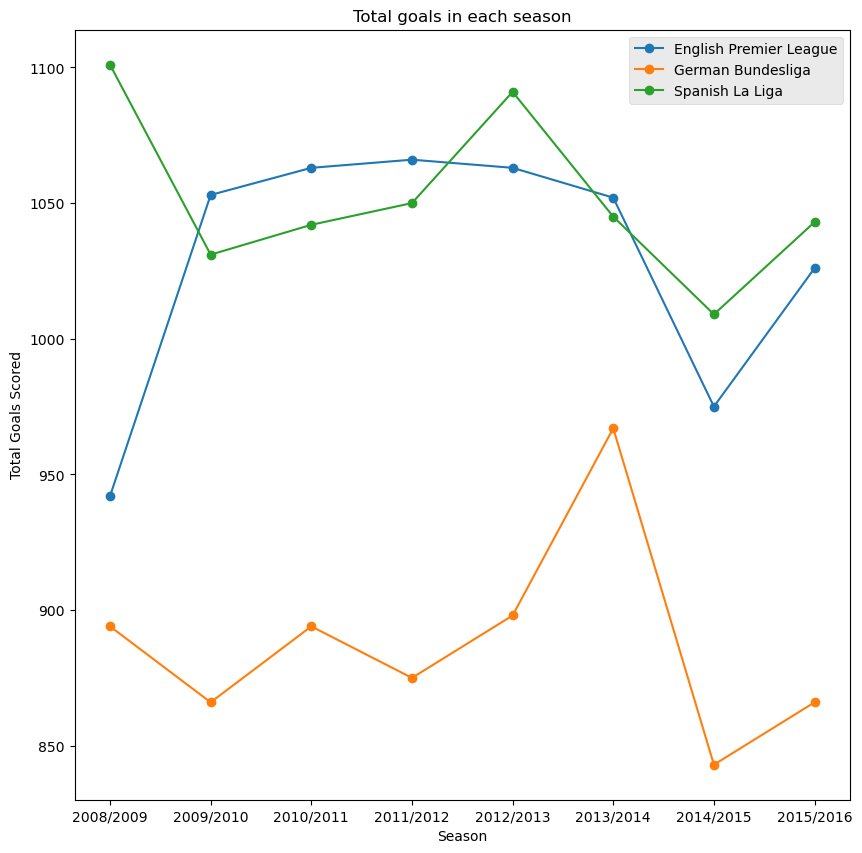 Total goals in each season
English Premier League
German Bundesliga
Spanish La Liga
Total Goals Scored
1100
1050
1000
950
900
850
2008/2009 2009/2010 2010/2011 2011/2012 2012/2013 2013/2014 2014/2015 2015/2016
Season